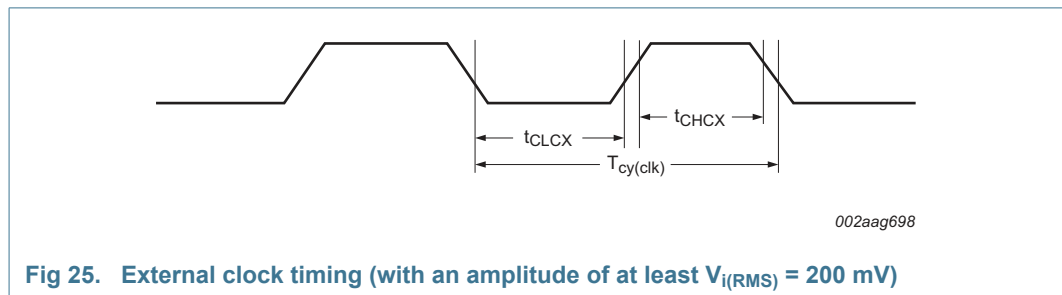 tCHCX
tCLCX
Tcy(clk)
002aag698
Fig 25. External clock timing (with an amplitude of at least Vi(RMS) = 200 mV)